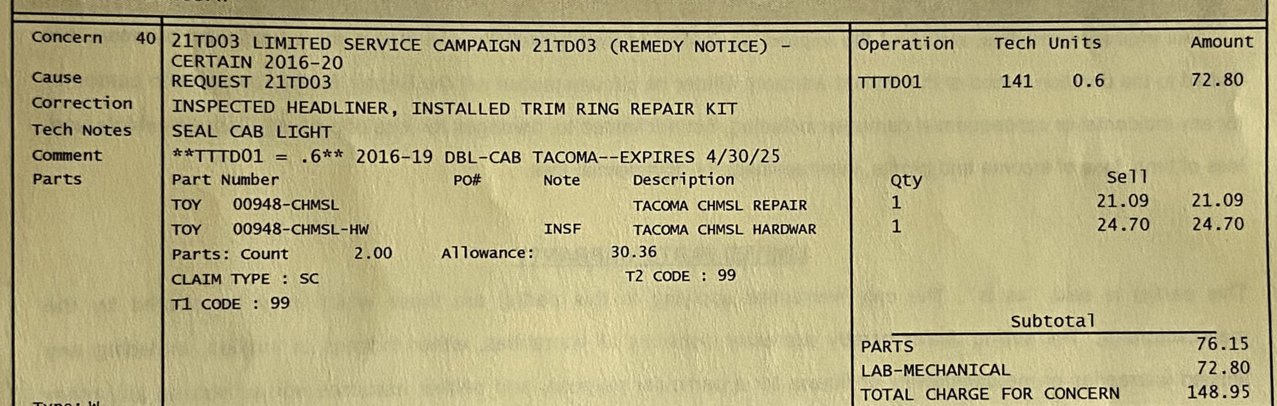 Concern 40 21TD03 LIMITED SERVICE CAMPAIGN 21TD03 (REMEDY NOTICE) - Operation Tech Units Amount
CERTAIN 2016-20
Cause REQUEST 21TD03 TTTD01 141 0.6 72.80
Correction INSPECTED HEADLINER, INSTALLED TRIM RING REPAIR KIT
Tech Notes SEAL CAB LIGHT
Comment **TTTD01 = .6** 2016-19 DBL-CAB TACOMA--EXPIRES 4/30/25
Parts Part Number PO# Note Description Qty Sell
TOY 00948-CHMSL TACOMA CHMSL REPAIR 1 21.09 21.09
TOY 00948-CHMSL-HW INSF TACOMA CHMSL HARDWAR 1 24.70 24.70
Parts: Count 2.00 Allowance: 30.36
CLAIM TYPE : SC T2 CODE : 99
T1 CODE : 99
Subtotal
PARTS 76.15
LAB-MECHANICAL 72.80
TOTAL CHARGE FOR CONCERN 148.95